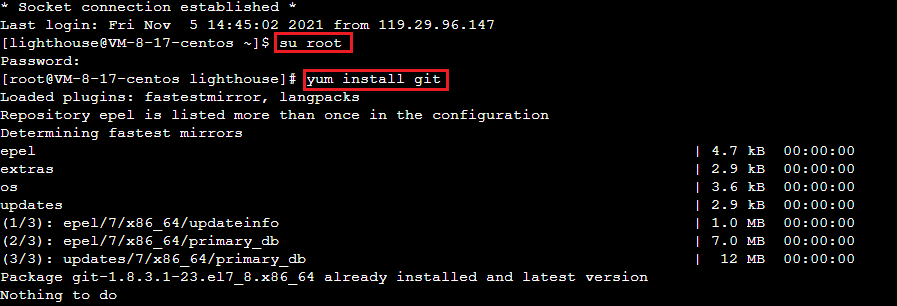 * Socket connection established *
Last login: Fri Nov  5 14:45:02 2021 from 119.29.96.147
[lighthouse@VM-8-17-centos ~]$ su root
Password:
[root@VM-8-17-centos lighthouse]# yum install git
Loaded plugins: fastestmirror, langpacks
Repository epel is listed more than once in the configuration
Determining fastest mirrors
epel | 4.7 kB  00:00:00
extras | 2.9 kB  00:00:00
os | 3.6 kB  00:00:00
updates | 2.9 kB  00:00:00
(1/3): epel/7/x86_64/updateinfo | 1.0 MB  00:00:00
(2/3): epel/7/x86_64/primary_db | 7.0 MB  00:00:00
(3/3): updates/7/x86_64/primary_db |  12 MB  00:00:00
Package git-1.8.3.1-23.el7_8.x86_64 already installed and latest version
Nothing to do